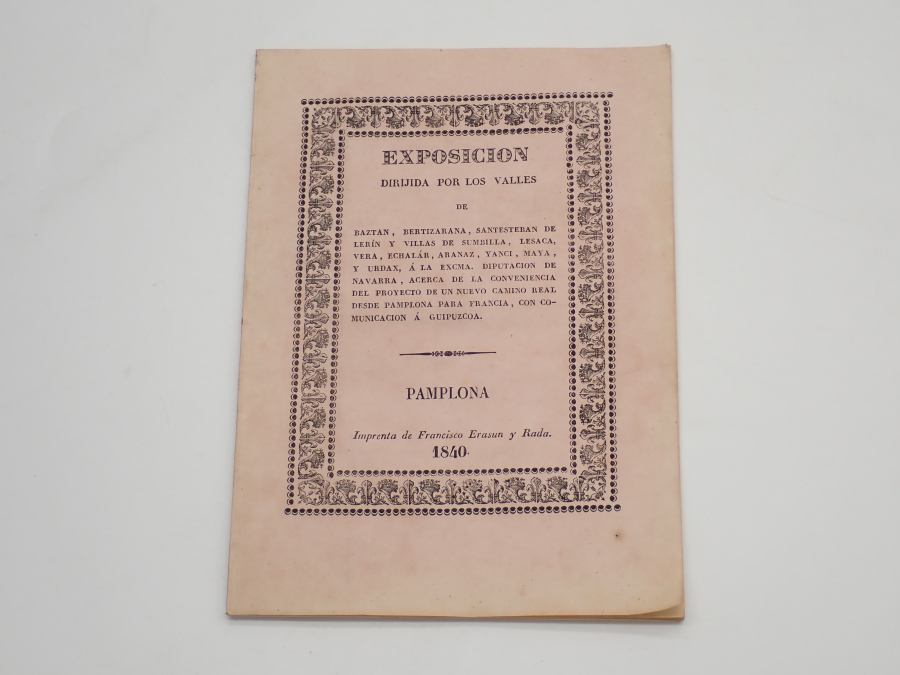 EXPOSICION
DIRIJIDA POR LOS VALLES
DE
BAZTAN, BERTIZARANA, SANTESTEBAN DE
LERÍN Y VILLAS DE SUMBILLA, LESACA,
VERA, ECHALÁR, ARANAZ, YANCI, MAYA,
Y URDAX, Á LA EXCMA. DIPUTACION DE
NAVARRA, ACERCA DE LA CONVENIENCIA
DEL PROYECTO DE UN NUEVO CAMINO REAL
DESDE PAMPLONA PARA FRANCIA, CON CO-
MUNICACION Á GUIPUZCOA.
PAMPLONA
Imprenta de Francisco Erasun y Rada.
1840.